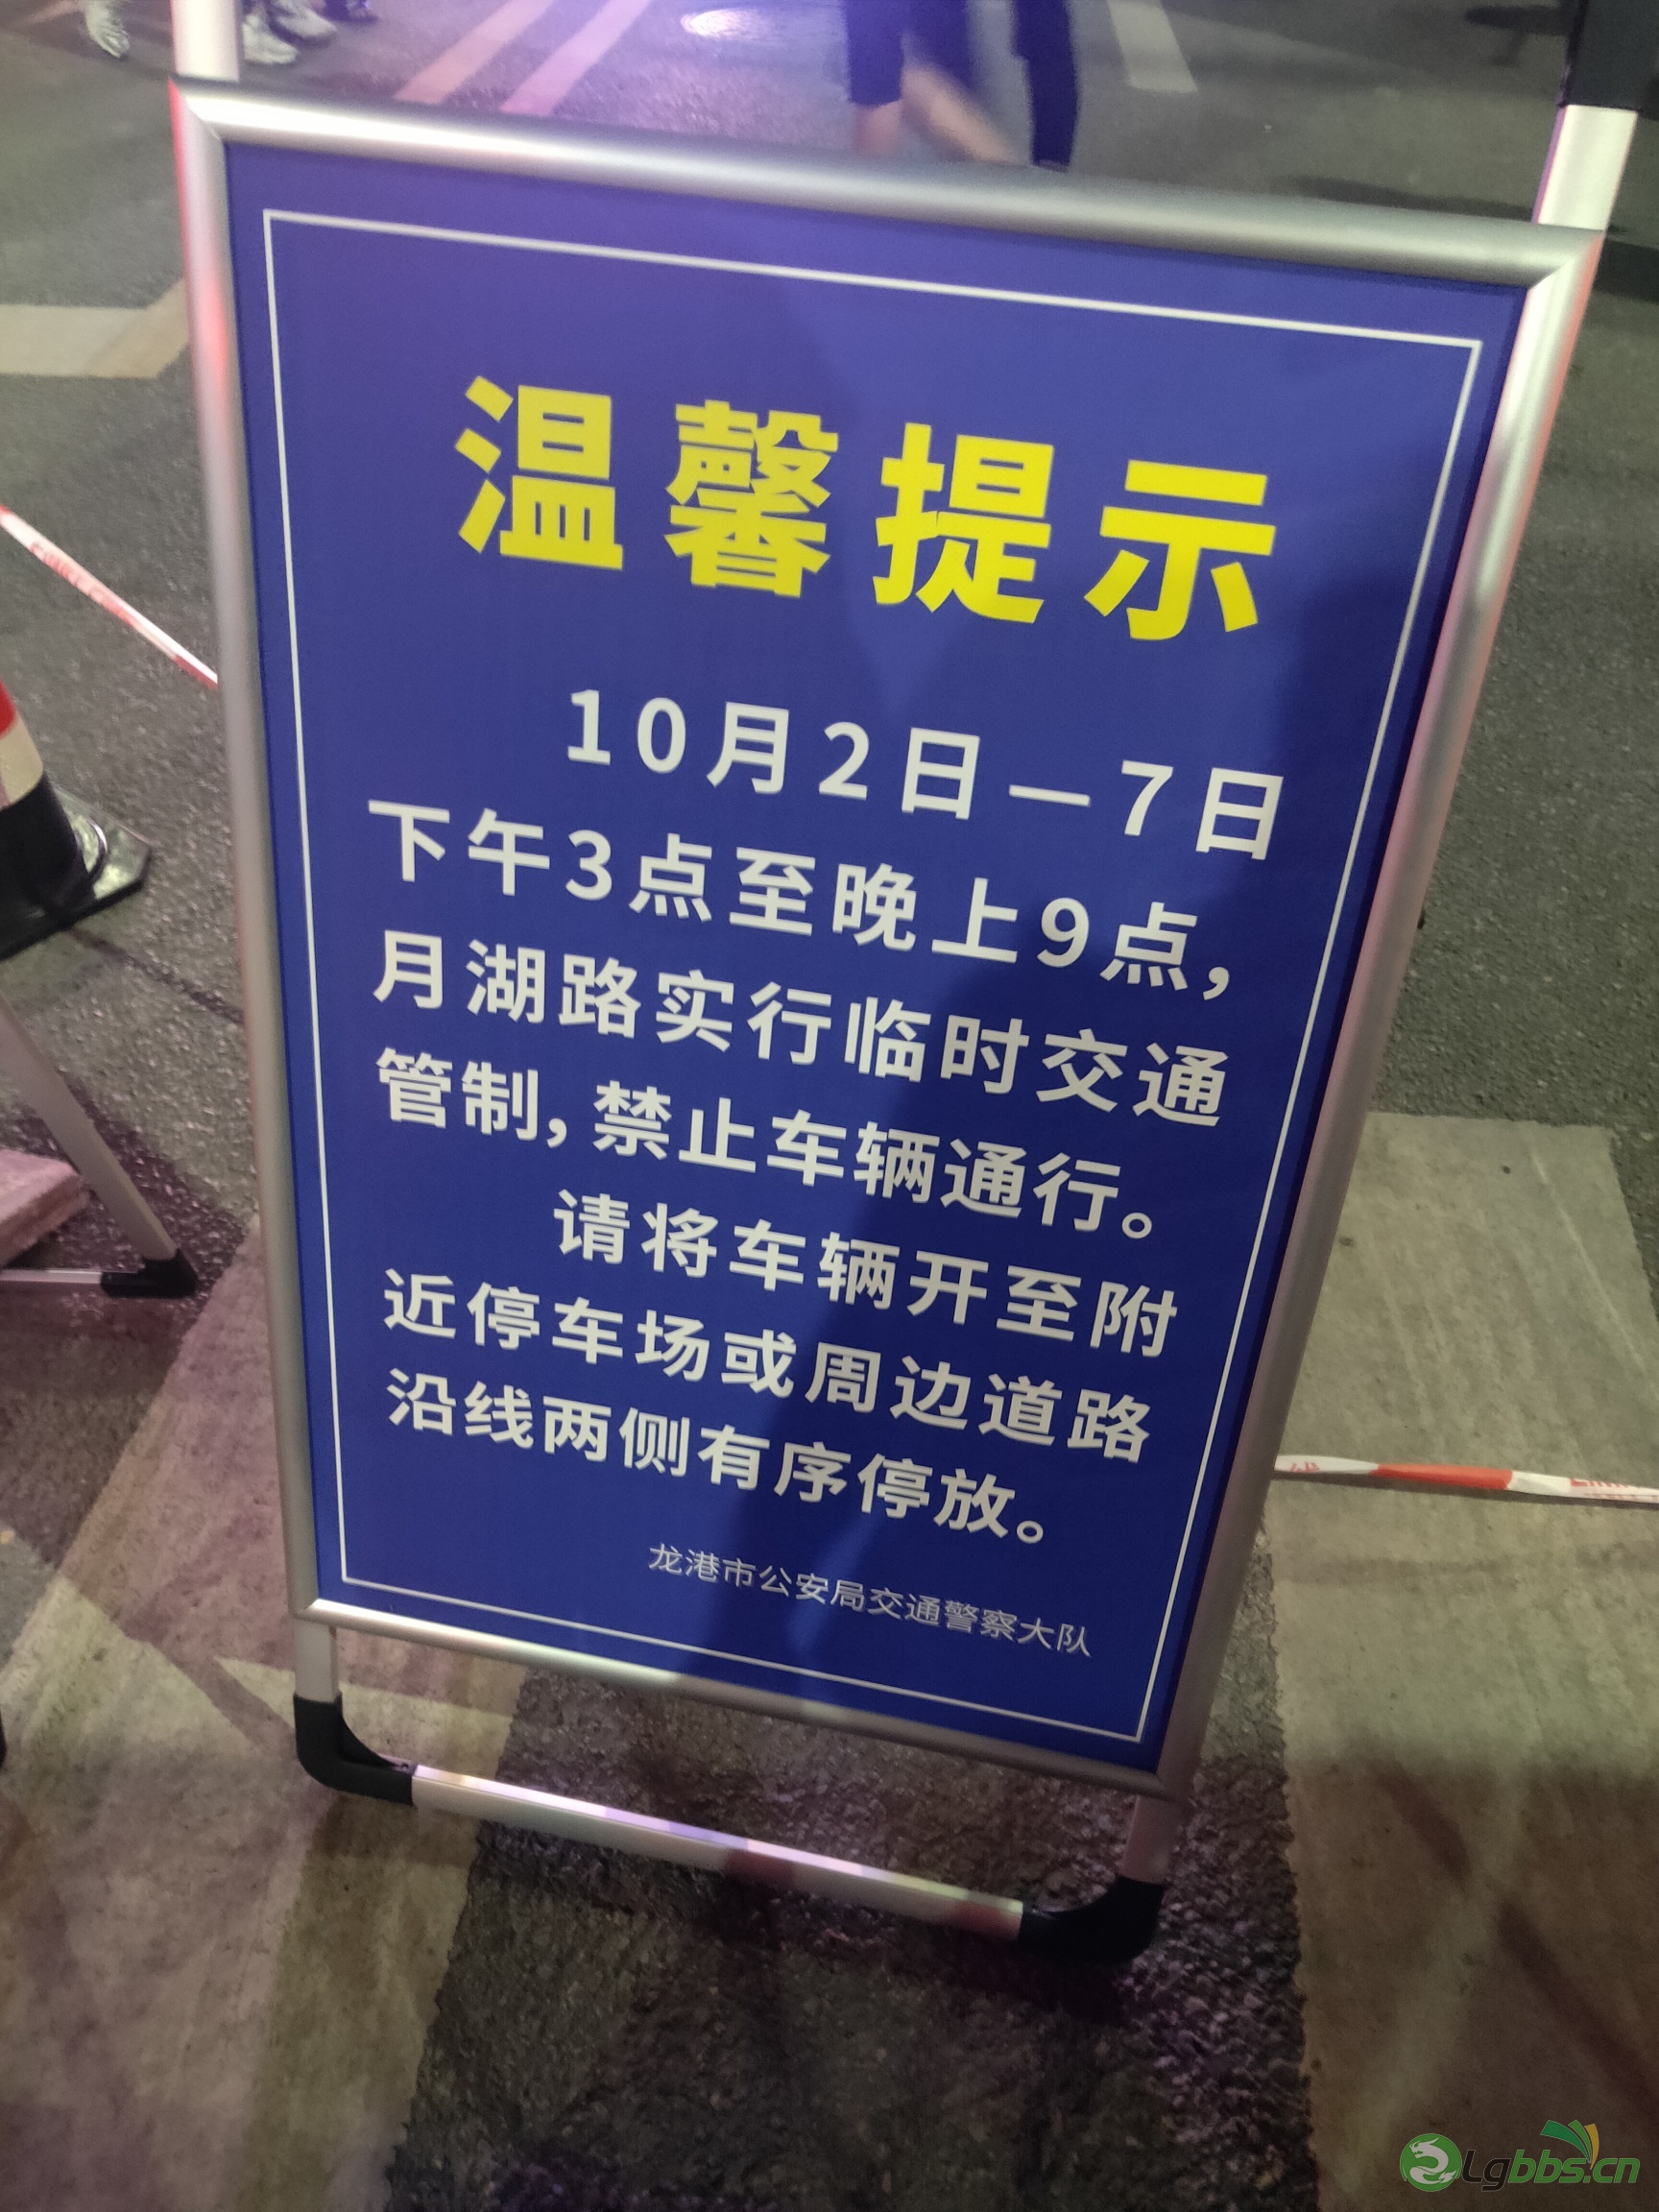 温馨提示
10月2日—7日
下午3点至晚上9点，
月湖路实行临时交通
管制，禁止车辆通行。
请将车辆开至附
近停车场或周边道路
沿线两侧有序停放。
龙港市公安局交通警察大队
Lgbbs.cn